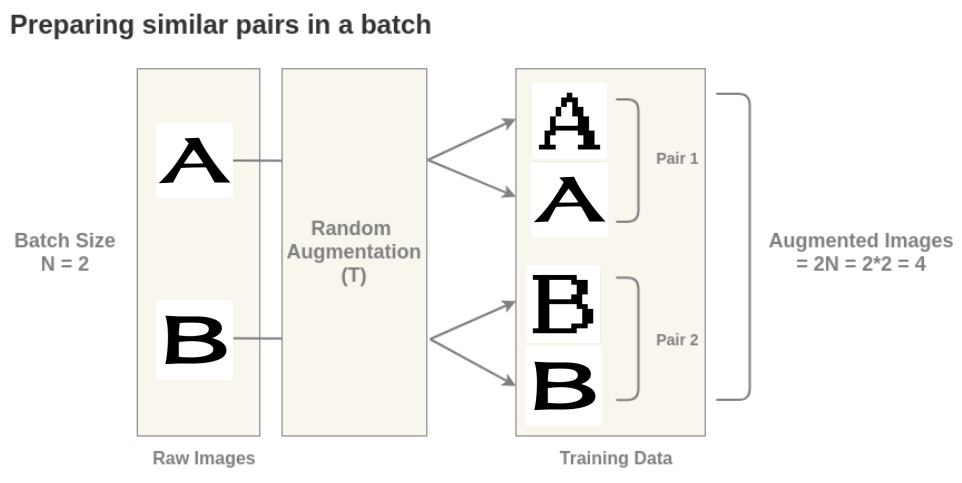 Preparing similar pairs in a batch
A
B
Batch Size
N = 2
Raw Images
Random
Augmentation
(T)
A
A
Pair 1
B
B
Pair 2
Training Data
Augmented Images
= 2N = 2*2 = 4